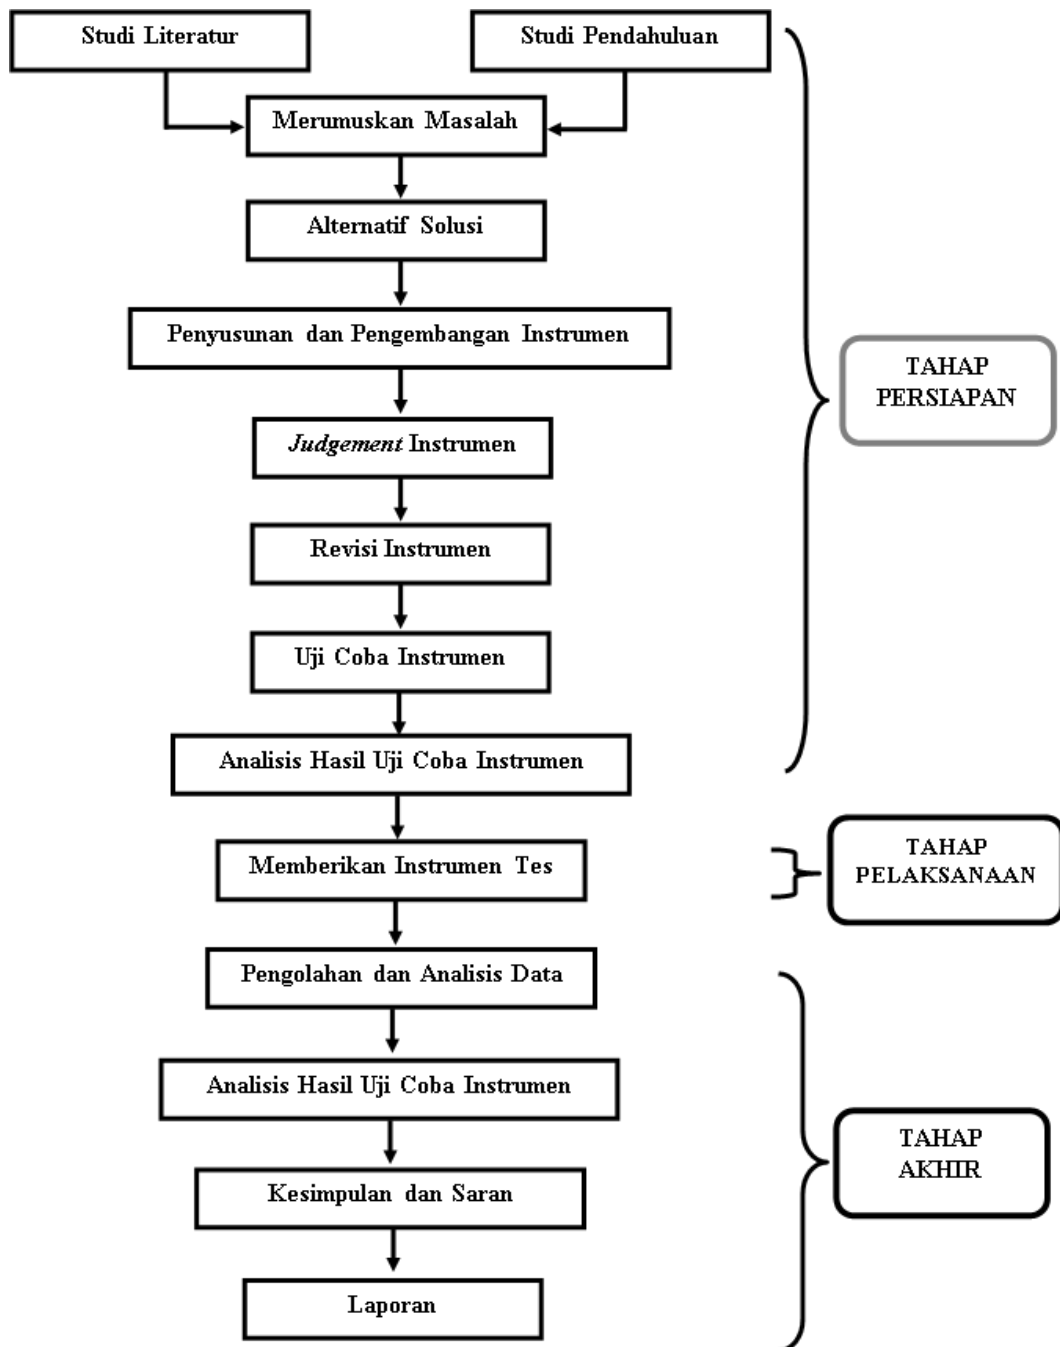 Studi Literatur
Studi Pendahuluan
Merumuskan Masalah
Alternatif Solusi
Penyusunan dan Pengembangan Instrumen
Judgement Instrumen
Revisi Instrumen
Uji Coba Instrumen
Analisis Hasil Uji Coba Instrumen
TAHAP
PERSIAPAN
Memberikan Instrumen Tes
TAHAP
PELAKSANAAN
Pengolahan dan Analisis Data
Analisis Hasil Uji Coba Instrumen
Kesimpulan dan Saran
Laporan
TAHAP
AKHIR